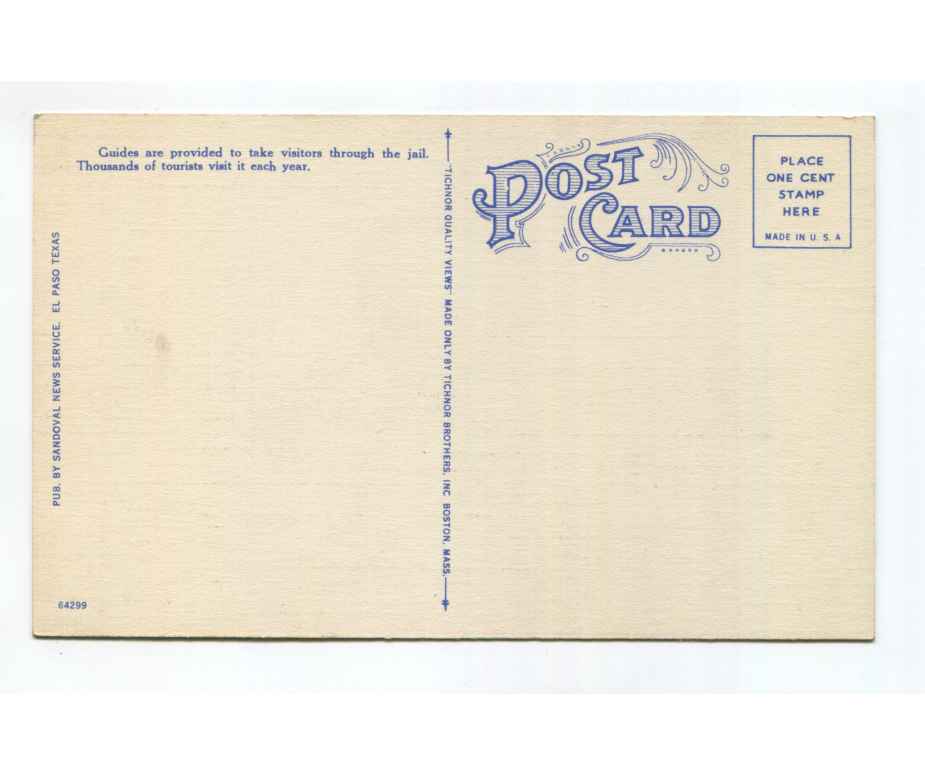 Guides are provided to take visitors through the jail.
Thousands of tourists visit it each year.
PUB. BY SANDOVAL NEWS SERVICE. EL PASO TEXAS
64299
"TICHNOR QUALITY VIEWS" MADE ONLY BY TICHNOR BROTHERS, INC BOSTON, MASS.
POST
CARD
PLACE
ONE CENT
STAMP
HERE
MADE IN U. S. A